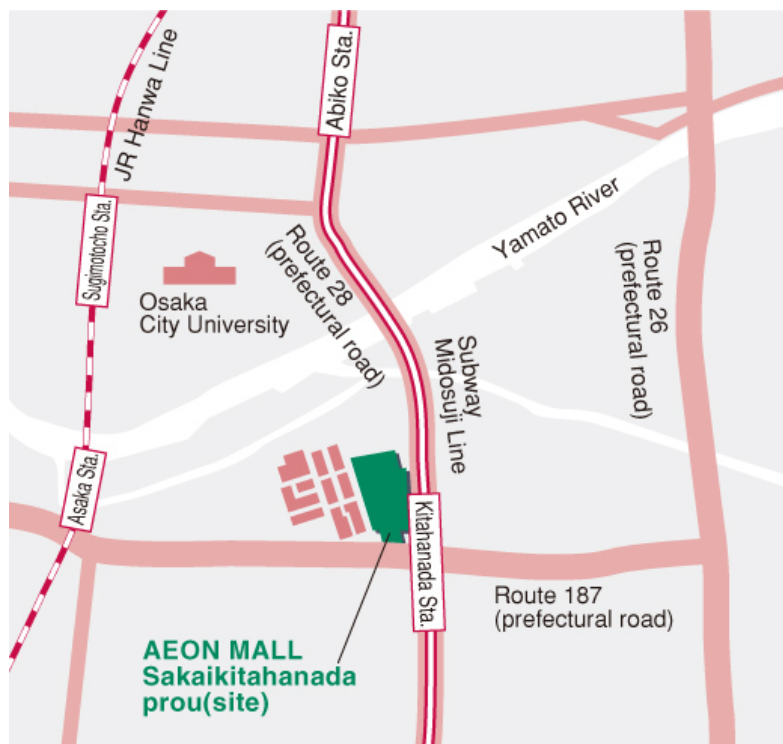 JR Hanwa Line
Abiko Sta.
Sugimotocho Sta.
Osaka
City University
Route 28
(prefectural road)
Yamato River
Route 26
(prefectural road)
Subway
Midosuji Line
Asaka Sta.
Kitahanada Sta.
Route 187
(prefectural road)
AEON MALL
Sakaikitahanada
prou(site)